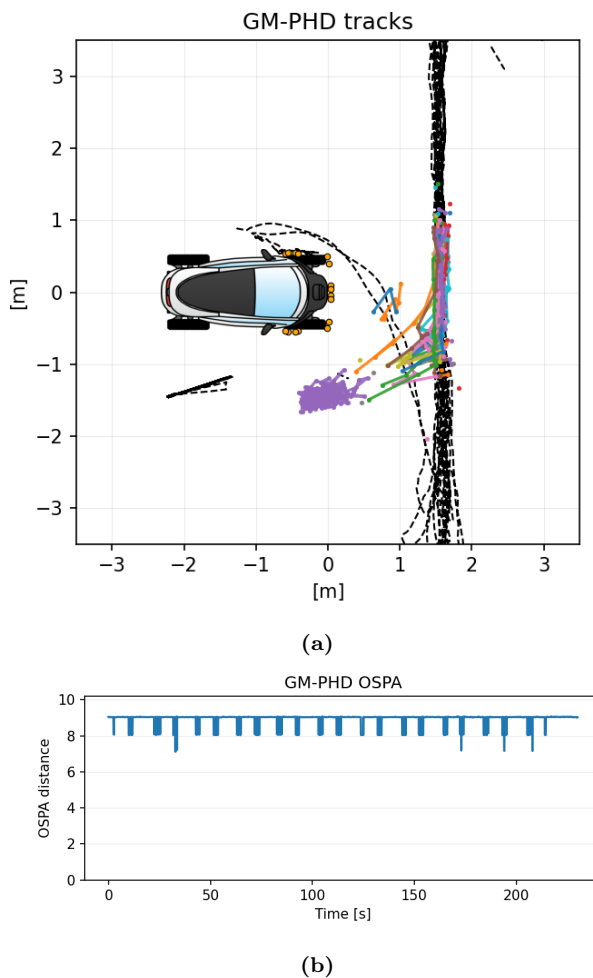 GM-PHD tracks
3
2
1
0
−1
−2
−3
[m]
−3 −2 −1 0 1 2 3
[m]
(a)
GM-PHD OSPA
10
8
6
4
2
0
OSPA distance
0 50 100 150 200
Time [s]
(b)